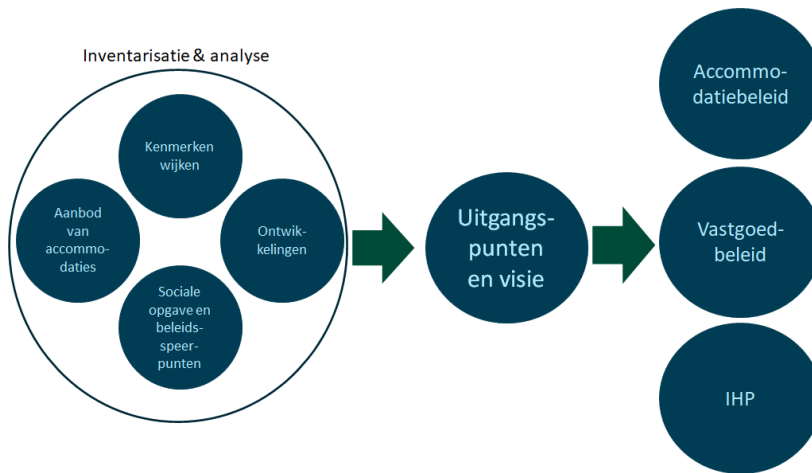 Inventarisatie & analyse
Kenmerken
wijken
Aanbod
van
accommo-
daties
Ontwik-
kelingen
Sociale
opgave en
beleids-
speer-
punten
Uitgangs-
punten
en visie
Accommo-
datiebeleid
Vastgoed-
beleid
IHP